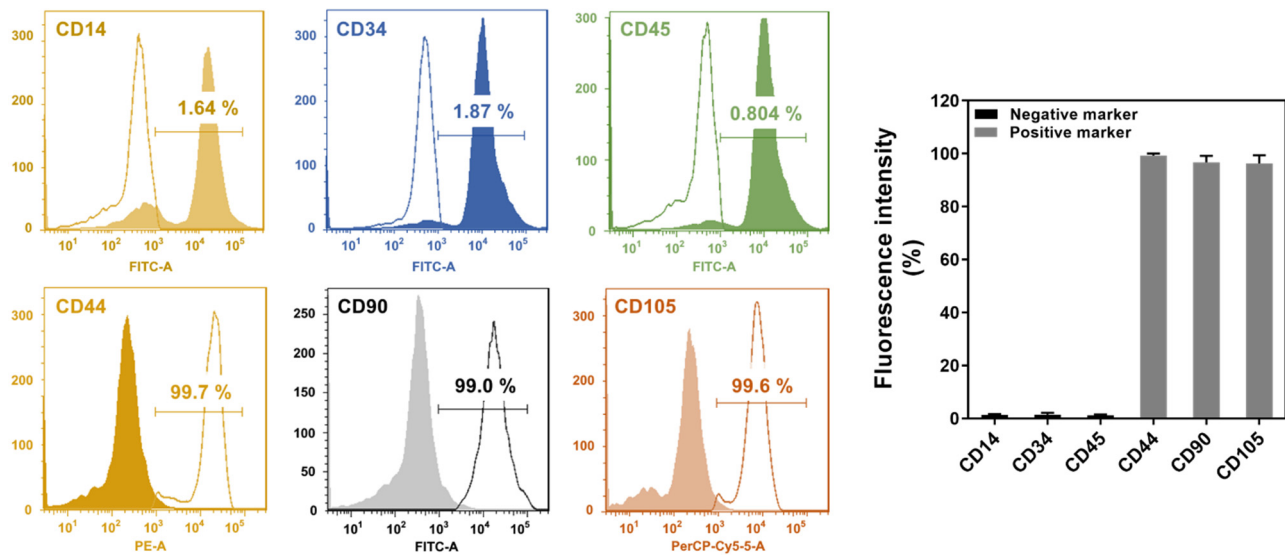 CD14
300
200
100
0
1.64 %
10¹ 10² 10³ 10⁴ 10⁵
FITC-A
CD34
300
200
100
0
1.87 %
10¹ 10² 10³ 10⁴ 10⁵
FITC-A
CD45
300
200
100
0
0.804 %
10¹ 10² 10³ 10⁴ 10⁵
FITC-A
CD44
300
200
100
0
99.7 %
10¹ 10² 10³ 10⁴ 10⁵
PE-A
CD90
250
200
150
100
50
0
99.0 %
10¹ 10² 10³ 10⁴ 10⁵
FITC-A
CD105
300
200
100
0
99.6 %
10¹ 10² 10³ 10⁴ 10⁵
PerCP-Cy5-5-A
Fluorescence intensity
(%)
120
100
80
60
40
20
0
Negative marker
Positive marker
CD14 CD34 CD45 CD44 CD90 CD105